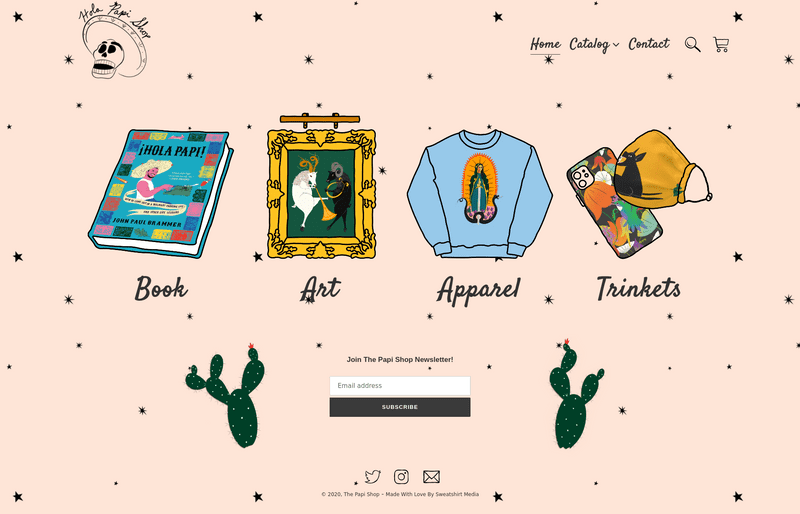 Hola Papi Shop
Home Catalog Contact
¡HOLA PAPI!
JOHN PAUL BRAMMER
Book
Art
Apparel
Trinkets
Join The Papi Shop Newsletter!
Email address
SUBSCRIBE
© 2020, The Papi Shop ~ Made With Love By Sweatshirt Media